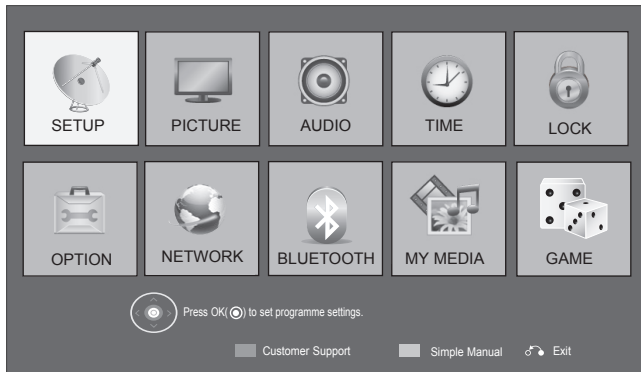 SETUP PICTURE AUDIO TIME LOCK
OPTION NETWORK BLUETOOTH MY MEDIA GAME
Press OK( ) to set programme settings.
Customer Support Simple Manual Exit